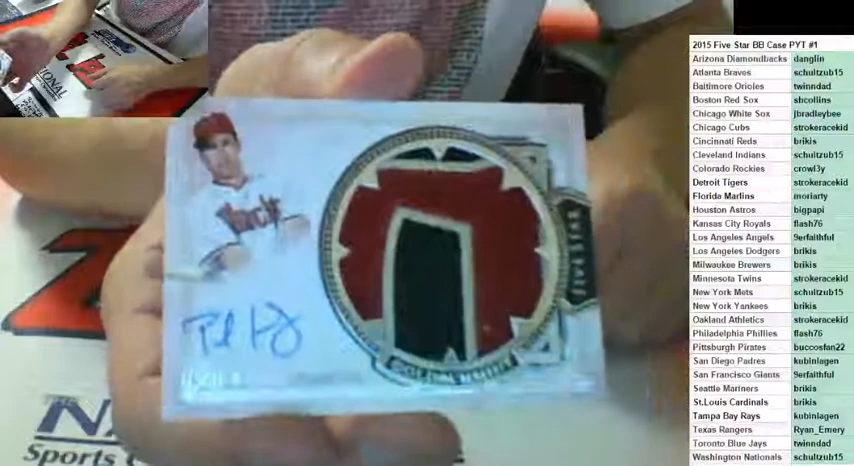 2015 Five Star BB Case PYT #1
Arizona Diamondbacks danglin
Atlanta Braves schultzub15
Baltimore Orioles twinndad
Boston Red Sox shcollins
Chicago White Sox jbradleybee
Chicago Cubs strokeracekid
Cincinnati Reds brikis
Cleveland Indians schultzub15
Colorado Rockies crowl3y
Detroit Tigers strokeracekid
Florida Marlins moriarty
Houston Astros bigpapi
Kansas City Royals flash76
Los Angeles Angels 9erfaithful
Los Angeles Dodgers brikis
Milwaukee Brewers brikis
Minnesota Twins strokeracekid
New York Mets schultzub15
New York Yankees brikis
Oakland Athletics strokeracekid
Philadelphia Phillies flash76
Pittsburgh Pirates buccosfan22
San Diego Padres kubinlagen
San Francisco Giants 9erfaithful
Seattle Mariners brikis
St.Louis Cardinals brikis
Tampa Bay Rays kubinlagen
Texas Rangers Ryan_Emery
Toronto Blue Jays twinndad
Washington Nationals schultzub15
FIVE STAR
Sports